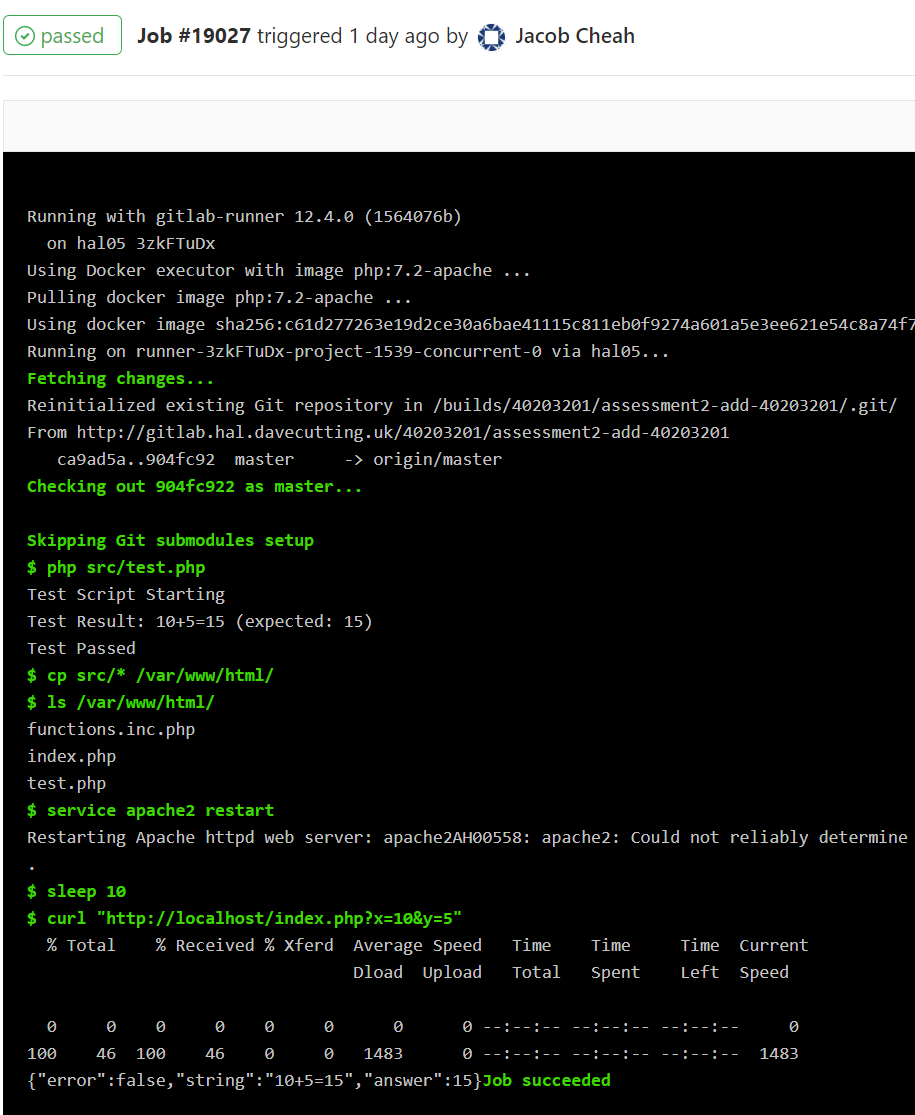 passed Job #19027 triggered 1 day ago by Jacob Cheah
Running with gitlab-runner 12.4.0 (1564076b)
on hal05 3zkFTuDx
Using Docker executor with image php:7.2-apache ...
Pulling docker image php:7.2-apache ...
Using docker image sha256:c61d277263e19d2ce30a6bae41115c811eb0f9274a601a5e3ee621e54c8a74f7
Running on runner-3zkFTuDx-project-1539-concurrent-0 via hal05...
Fetching changes...
Reinitialized existing Git repository in /builds/40203201/assessment2-add-40203201/.git/
From http://gitlab.hal.davecutting.uk/40203201/assessment2-add-40203201
ca9ad5a..904fc92 master -> origin/master
Checking out 904fc922 as master...
Skipping Git submodules setup
$ php src/test.php
Test Script Starting
Test Result: 10+5=15 (expected: 15)
Test Passed
$ cp src/* /var/www/html/
$ ls /var/www/html/
functions.inc.php
index.php
test.php
$ service apache2 restart
Restarting Apache httpd web server: apache2AH00558: apache2: Could not reliably determine
.
$ sleep 10
$ curl "http://localhost/index.php?x=10&y=5"
% Total % Received % Xferd Average Speed Time Time Time Current
Dload Upload Total Spent Left Speed
0 0 0 0 0 0 0 0 --:--:-- --:--:-- --:--:-- 0
100 46 100 46 0 0 1483 0 --:--:-- --:--:-- --:--:-- 1483
{"error":false,"string":"10+5=15","answer":15}Job succeeded